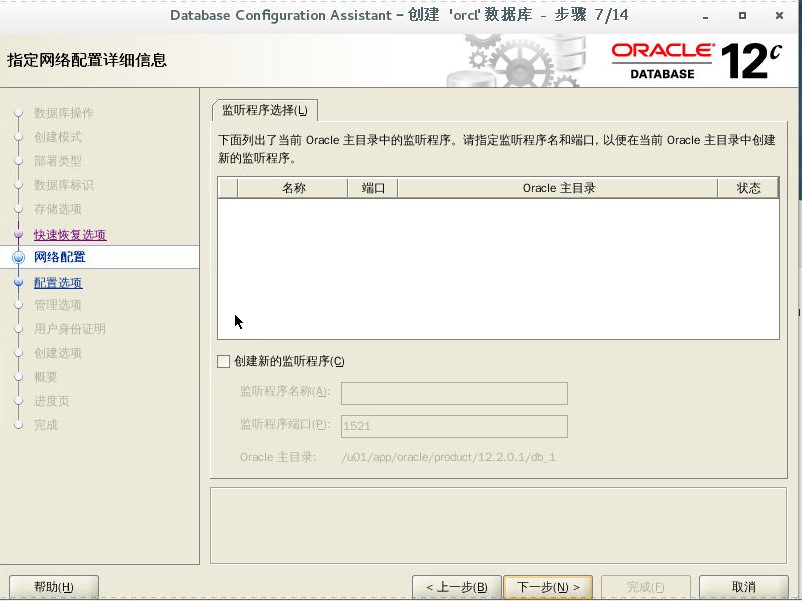 Database Configuration Assistant – 创建 'orcl' 数据库 - 步骤 7/14
指定网络配置详细信息
ORACLE
DATABASE
12c
数据库操作
创建模式
部署类型
数据库标识
存储选项
快速恢复选项
网络配置
配置选项
管理选项
用户身份证明
创建选项
概要
进度页
完成
监听程序选择(L)
下面列出了当前 Oracle 主目录中的监听程序。请指定监听程序名和端口, 以便在当前 Oracle 主目录中创建
新的监听程序。
名称 端口 Oracle 主目录 状态
创建新的监听程序(C)
监听程序名称(A):
监听程序端口(P): 1521
Oracle 主目录: /u01/app/oracle/product/12.2.0.1/db_1
帮助(H) < 上一步(B) 下一步(N) > 完成(F) 取消